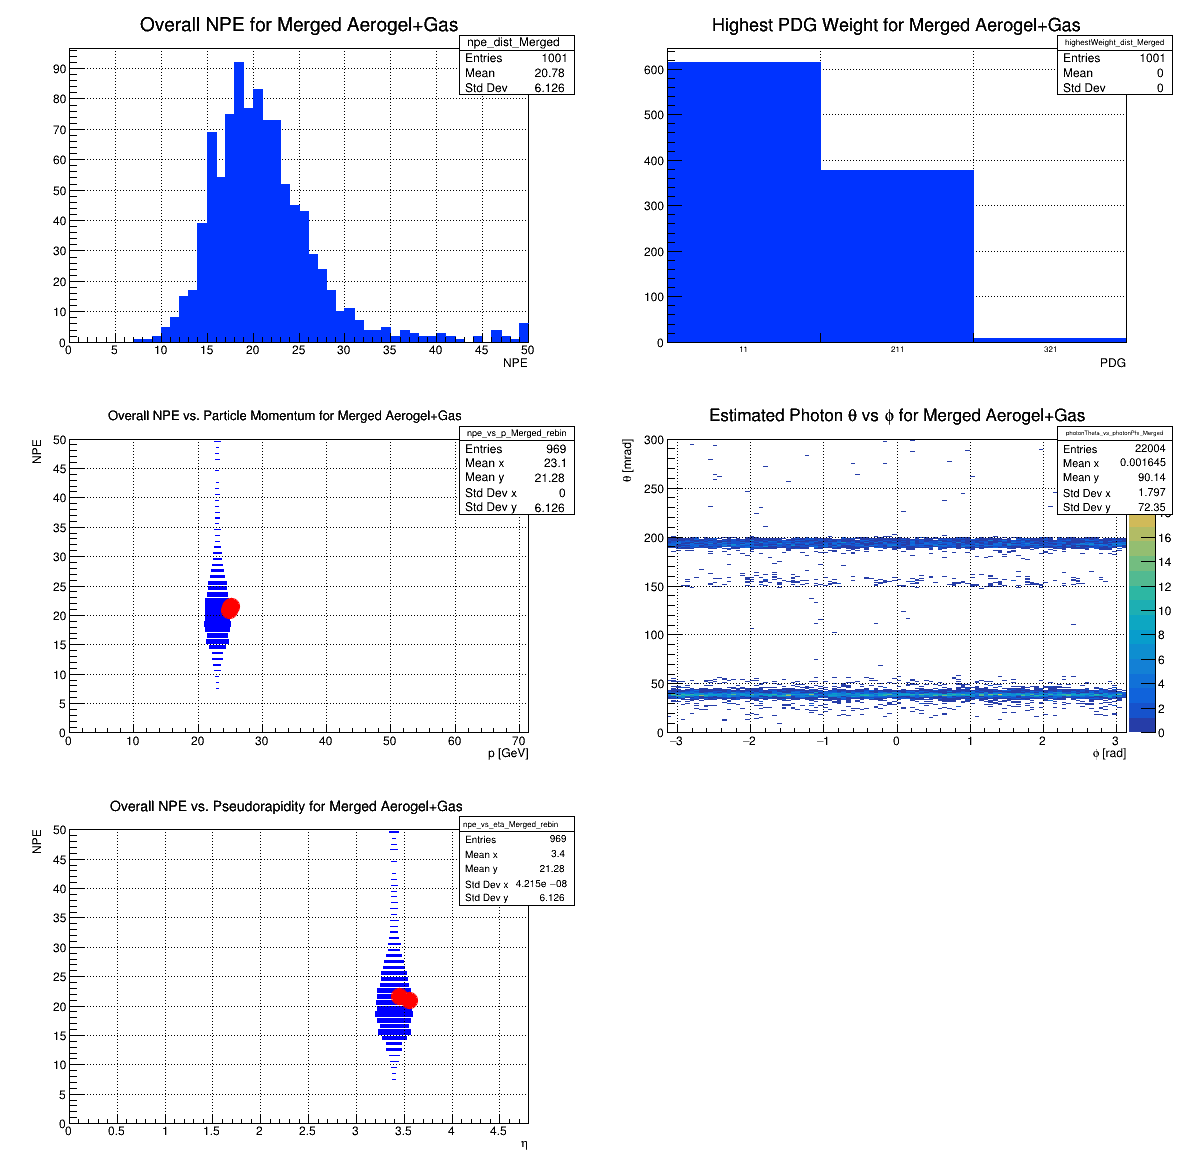 Overall NPE for Merged Aerogel+Gas
npe_dist_Merged
Entries 1001
Mean 20.78
Std Dev 6.126
90
80
70
60
50
40
30
20
10
0
0 5 10 15 20 25 30 35 40 45 50
NPE
Highest PDG Weight for Merged Aerogel+Gas
highestWeight_dist_Merged
Entries 1001
Mean 0
Std Dev 0
600
500
400
300
200
100
0
11 211 321
PDG
Overall NPE vs. Particle Momentum for Merged Aerogel+Gas
npe_vs_p_Merged_rebin
Entries 969
Mean x 23.1
Mean y 21.28
Std Dev x 0
Std Dev y 6.126
NPE
50
45
40
35
30
25
20
15
10
5
0
0 10 20 30 40 50 60 70
p [GeV]
Estimated Photon θ vs ϕ for Merged Aerogel+Gas
photonTheta_vs_photonPhi_Merged
Entries 22004
Mean x 0.001645
Mean y 90.14
Std Dev x 1.797
Std Dev y 72.35
θ [mrad]
300
250
200
150
100
50
0
−3 −2 −1 0 1 2 3
ϕ [rad]
16
14
12
10
8
6
4
2
0
Overall NPE vs. Pseudorapidity for Merged Aerogel+Gas
npe_vs_eta_Merged_rebin
Entries 969
Mean x 3.4
Mean y 21.28
Std Dev x 4.215e −08
Std Dev y 6.126
NPE
50
45
40
35
30
25
20
15
10
5
0
0 0.5 1 1.5 2 2.5 3 3.5 4 4.5
η